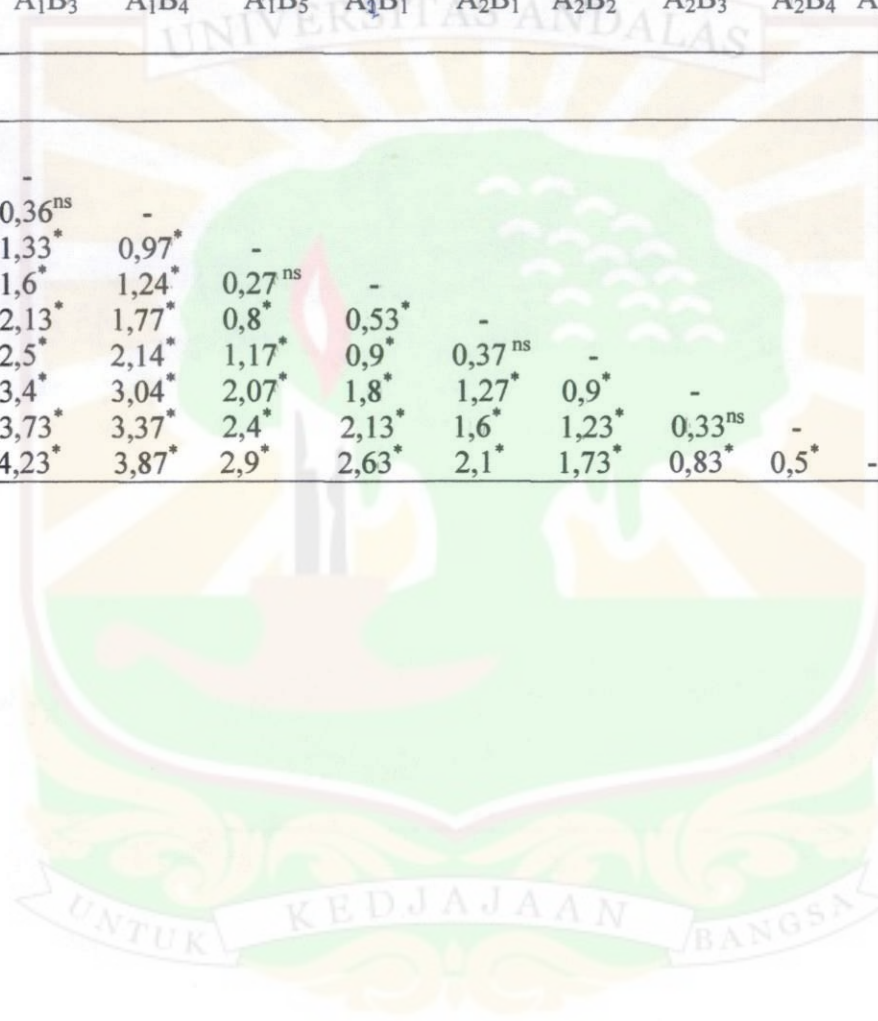 A₁B₃ A₁B₄ A₁B₅ A₁B₁ A₂B₁ A₂B₂ A₂B₃ A₂B₄ A
UNIVERSITAS ANDALAS
-
0,36ⁿˢ -
1,33* 0,97* -
1,6* 1,24* 0,27ⁿˢ -
2,13* 1,77* 0,8* 0,53* -
2,5* 2,14* 1,17* 0,9* 0,37ⁿˢ -
3,4* 3,04* 2,07* 1,8* 1,27* 0,9* -
3,73* 3,37* 2,4* 2,13* 1,6* 1,23* 0,33ⁿˢ -
4,23* 3,87* 2,9* 2,63* 2,1* 1,73* 0,83* 0,5* -
UNTUK KEDJAJAAN BANGSA